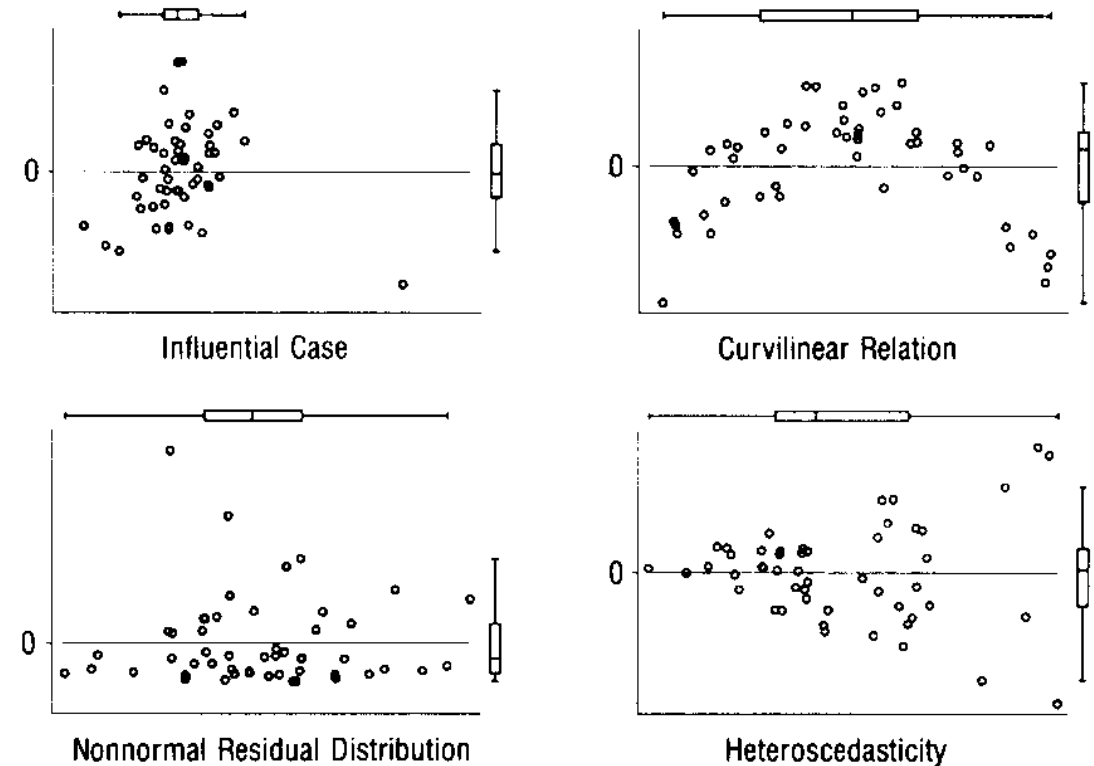 0
0
Influential Case
Curvilinear Relation
0
0
Nonnormal Residual Distribution
Heteroscedasticity